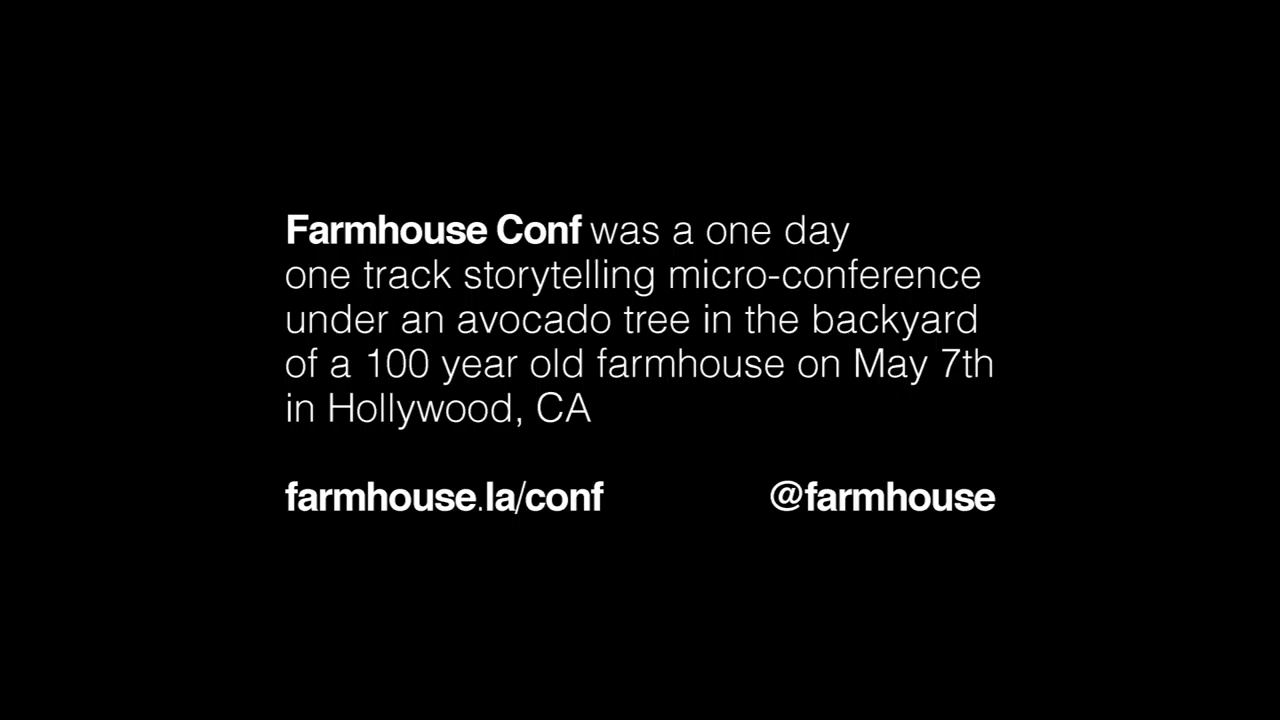 Farmhouse Conf was a one day
one track storytelling micro-conference
under an avocado tree in the backyard
of a 100 year old farmhouse on May 7th
in Hollywood, CA
farmhouse.la/conf @farmhouse